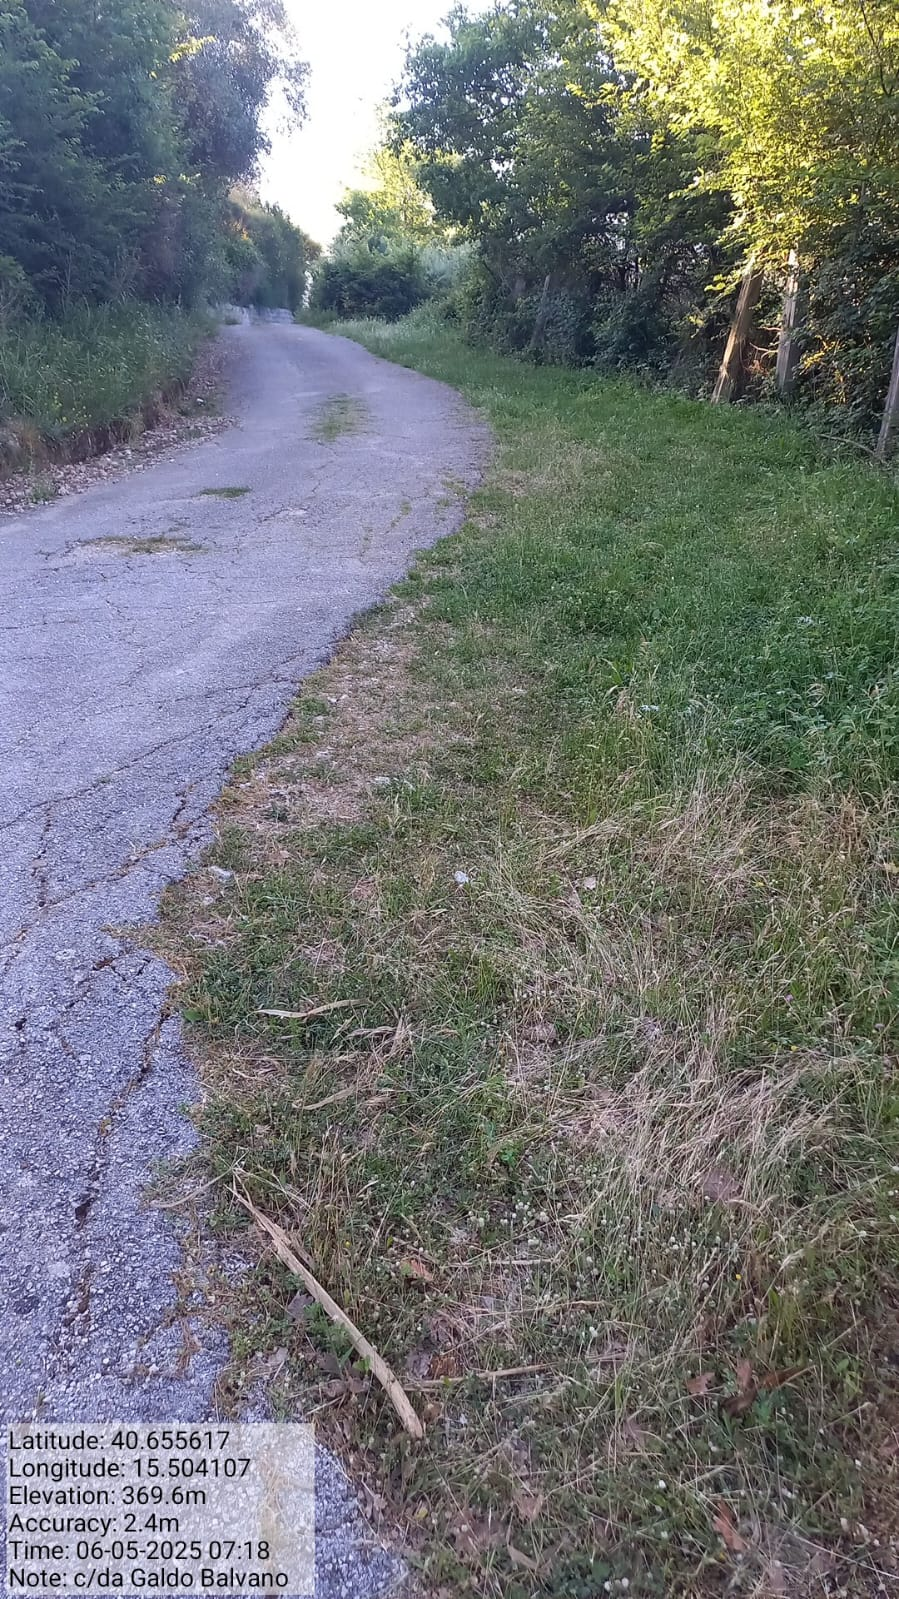 Latitude: 40.655617
Longitude: 15.504107
Elevation: 369.6m
Accuracy: 2.4m
Time: 06-05-2025 07:18
Note: c/da Galdo Balvano